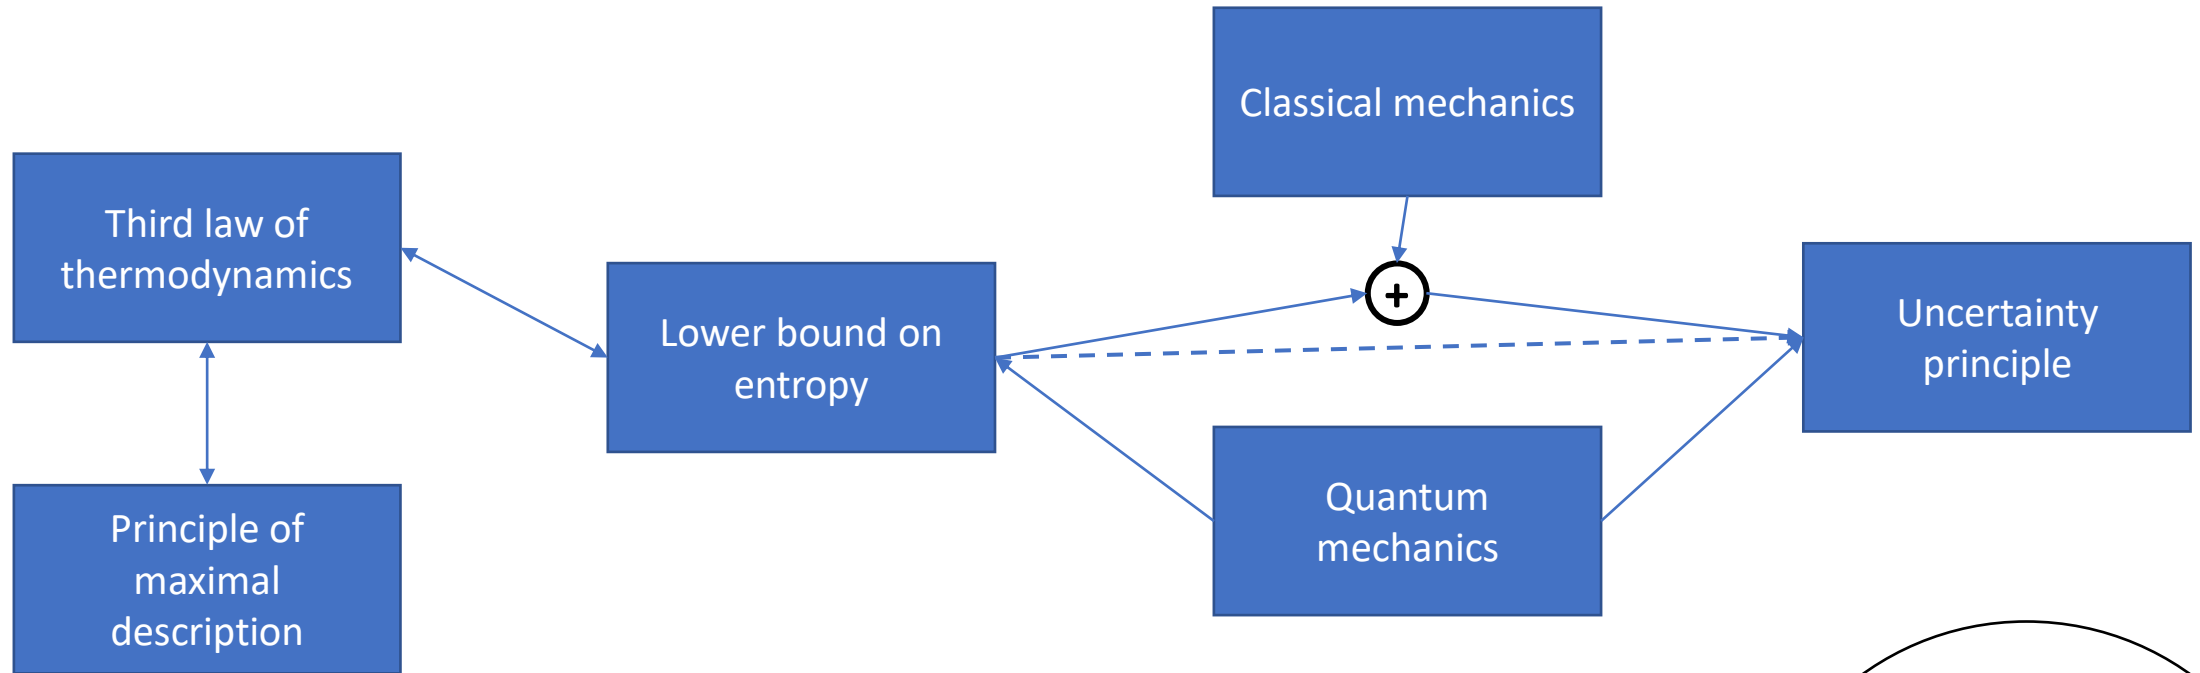 Classical mechanics
Third law of
thermodynamics
Lower bound on
entropy
+
Uncertainty
principle
Quantum
mechanics
Principle of
maximal
description